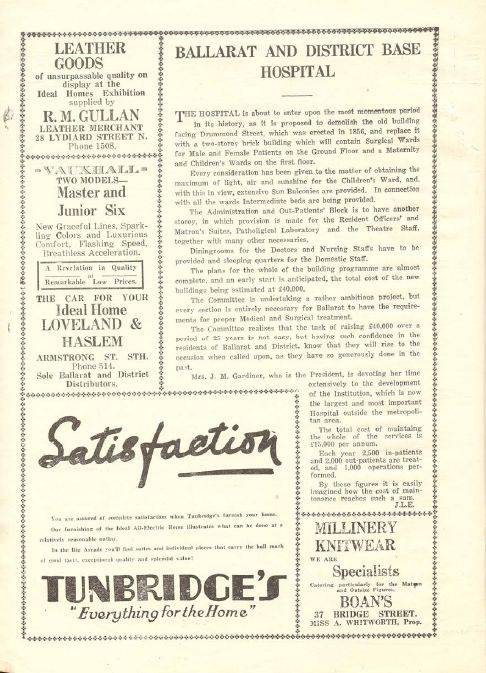 LEATHER
GOODS
of unsurpassable quality on
display at the
Ideal Homes Exhibition
supplied by
R. M. GULLAN
LEATHER MERCHANT
28 LYDIARD STREET N.
Phone 1508.
"VAUXHALL"
TWO MODELS—
Master and
Junior Six
New Graceful Lines, Spark-
ling Colors and Luxurious
Comfort, Flashing Speed,
Breathless Acceleration.
A Revelation in Quality
at
Remarkable Low Prices.
THE CAR FOR YOUR
Ideal Home
LOVELAND &
HASLEM
ARMSTRONG ST. STH.
Phone 514.
Sole Ballarat and District
Distributors.
BALLARAT AND DISTRICT BASE
HOSPITAL
THE HOSPITAL is about to enter upon the most momentous period
in its history, as it is proposed to demolish the old building
facing Drummond Street, which was erected in 1856, and replace it
with a two-storey brick building which will contain Surgical Wards
for Male and Female Patients on the Ground Floor and a Maternity
and Children's Wards on the first floor.
Every consideration has been given to the matter of obtaining the
maximum of light, air and sunshine for the Children's Ward, and,
with this in view, extensive Sun Balconies are provided. In connection
with all the wards Intermediate beds are being provided.
The Administration and Out-Patients' Block is to have another
storey, in which provision is made for the Resident Officers' and
Matron's Suites, Pathological Laboratory and the Theatre Staff,
together with many other necessaries.
Diningrooms for the Doctors and Nursing Staffs have to be
provided and sleeping quarters for the Domestic Staff.
The plans for the whole of the building programme are almost
complete, and an early start is anticipated, the total cost of the new
buildings being estimated at £40,000.
The Committee is undertaking a rather ambitious project, but
every section is entirely necessary for Ballarat to have the require-
ments for proper Medical and Surgical treatment.
The Committee realises that the task of raising £40,000 over a
period of 25 years is not easy, but having such confidence in the
residents of Ballarat and District, know that they will rise to the
occasion when called upon, as they have so generously done in the
past.
Mrs. J. M. Gardiner, who is the President, is devoting her time
extensively to the development
of the Institution, which is now
the largest and most important
Hospital outside the metropoli-
tan area.
The total cost of maintaing
the whole of the services is
£15,000 per annum.
Each year 2,500 in-patients
and 2,000 out-patients are treat-
ed, and 1,000 operations per-
formed.
By these figures it is easily
imagined how the cost of main-
tenance reaches such a sum.
J.L.E.
Satisfaction
You are assured of complete satisfaction when Tunbridge's furnish your home.
Our furnishing of the Ideal All-Electric Home illustrates what can be done at a
relatively reasonable outlay.
In the Big Arcade you'll find suites and individual pieces that carry the hall mark
of good taste, exceptional quality and splendid value!
TUNBRIDGE'S
"Everything for the Home"
MILLINERY
KNITWEAR
WE ARE
Specialists
Catering particularly for the Matron
and Outsize Figures.
BOAN'S
37 BRIDGE STREET.
MISS A. WHITWORTH, Prop.